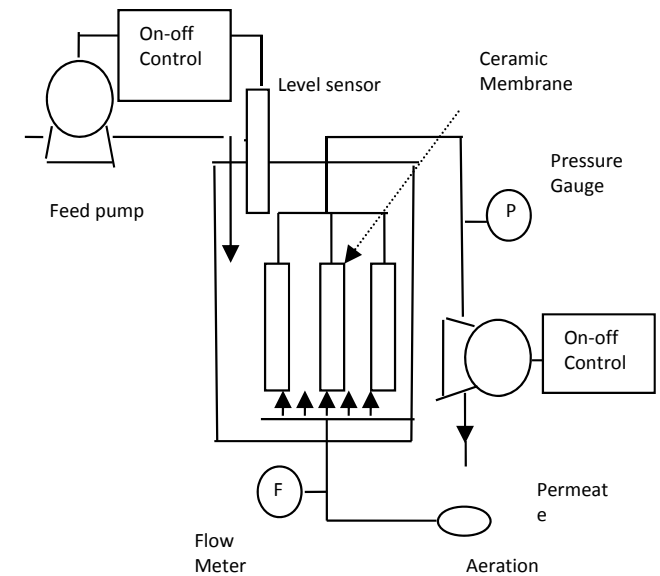 On-off
Control
Level sensor
Ceramic
Membrane
Feed pump
Pressure
Gauge
P
On-off
Control
F
Permeat
e
Flow
Meter
Aeration